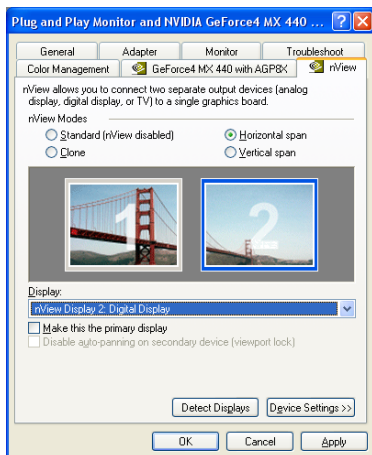 Plug and Play Monitor and NVIDIA GeForce4 MX 440 ...
General Adapter Monitor Troubleshoot
Color Management GeForce4 MX 440 with AGP8X nView
nView allows you to connect two separate output devices (analog
display, digital display, or TV) to a single graphics board.
nView Modes
Standard (nView disabled) Horizontal span
Clone Vertical span
1 2
Display:
nView Display 2: Digital Display
Make this the primary display
Disable auto-panning on secondary device (viewport lock)
Detect Displays Device Settings >>
OK Cancel Apply